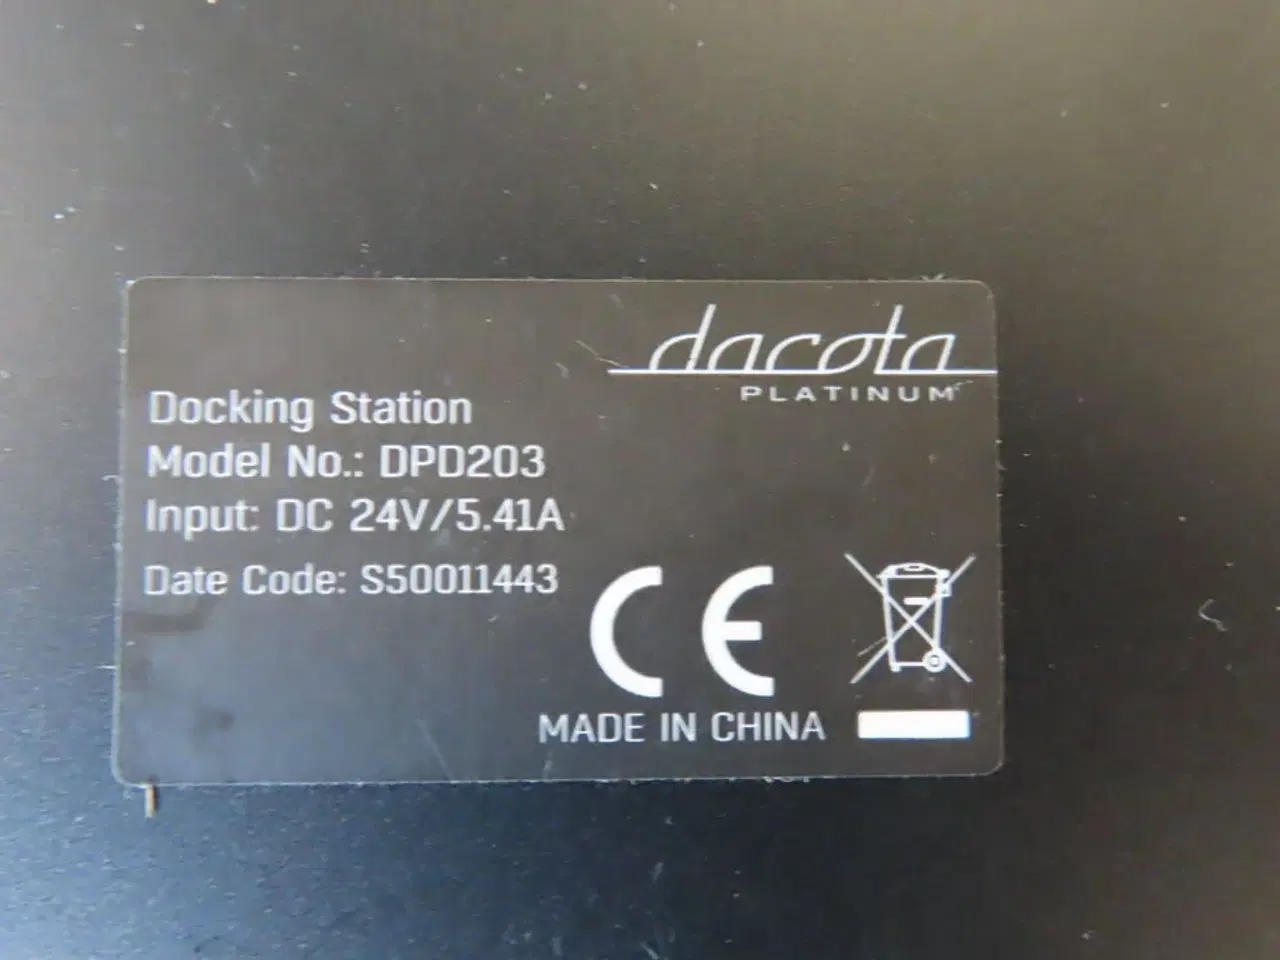 dacota
PLATINUM
Docking Station
Model No.: DPD203
Input: DC 24V/5.41A
Date Code: S50011443
CE
MADE IN CHINA